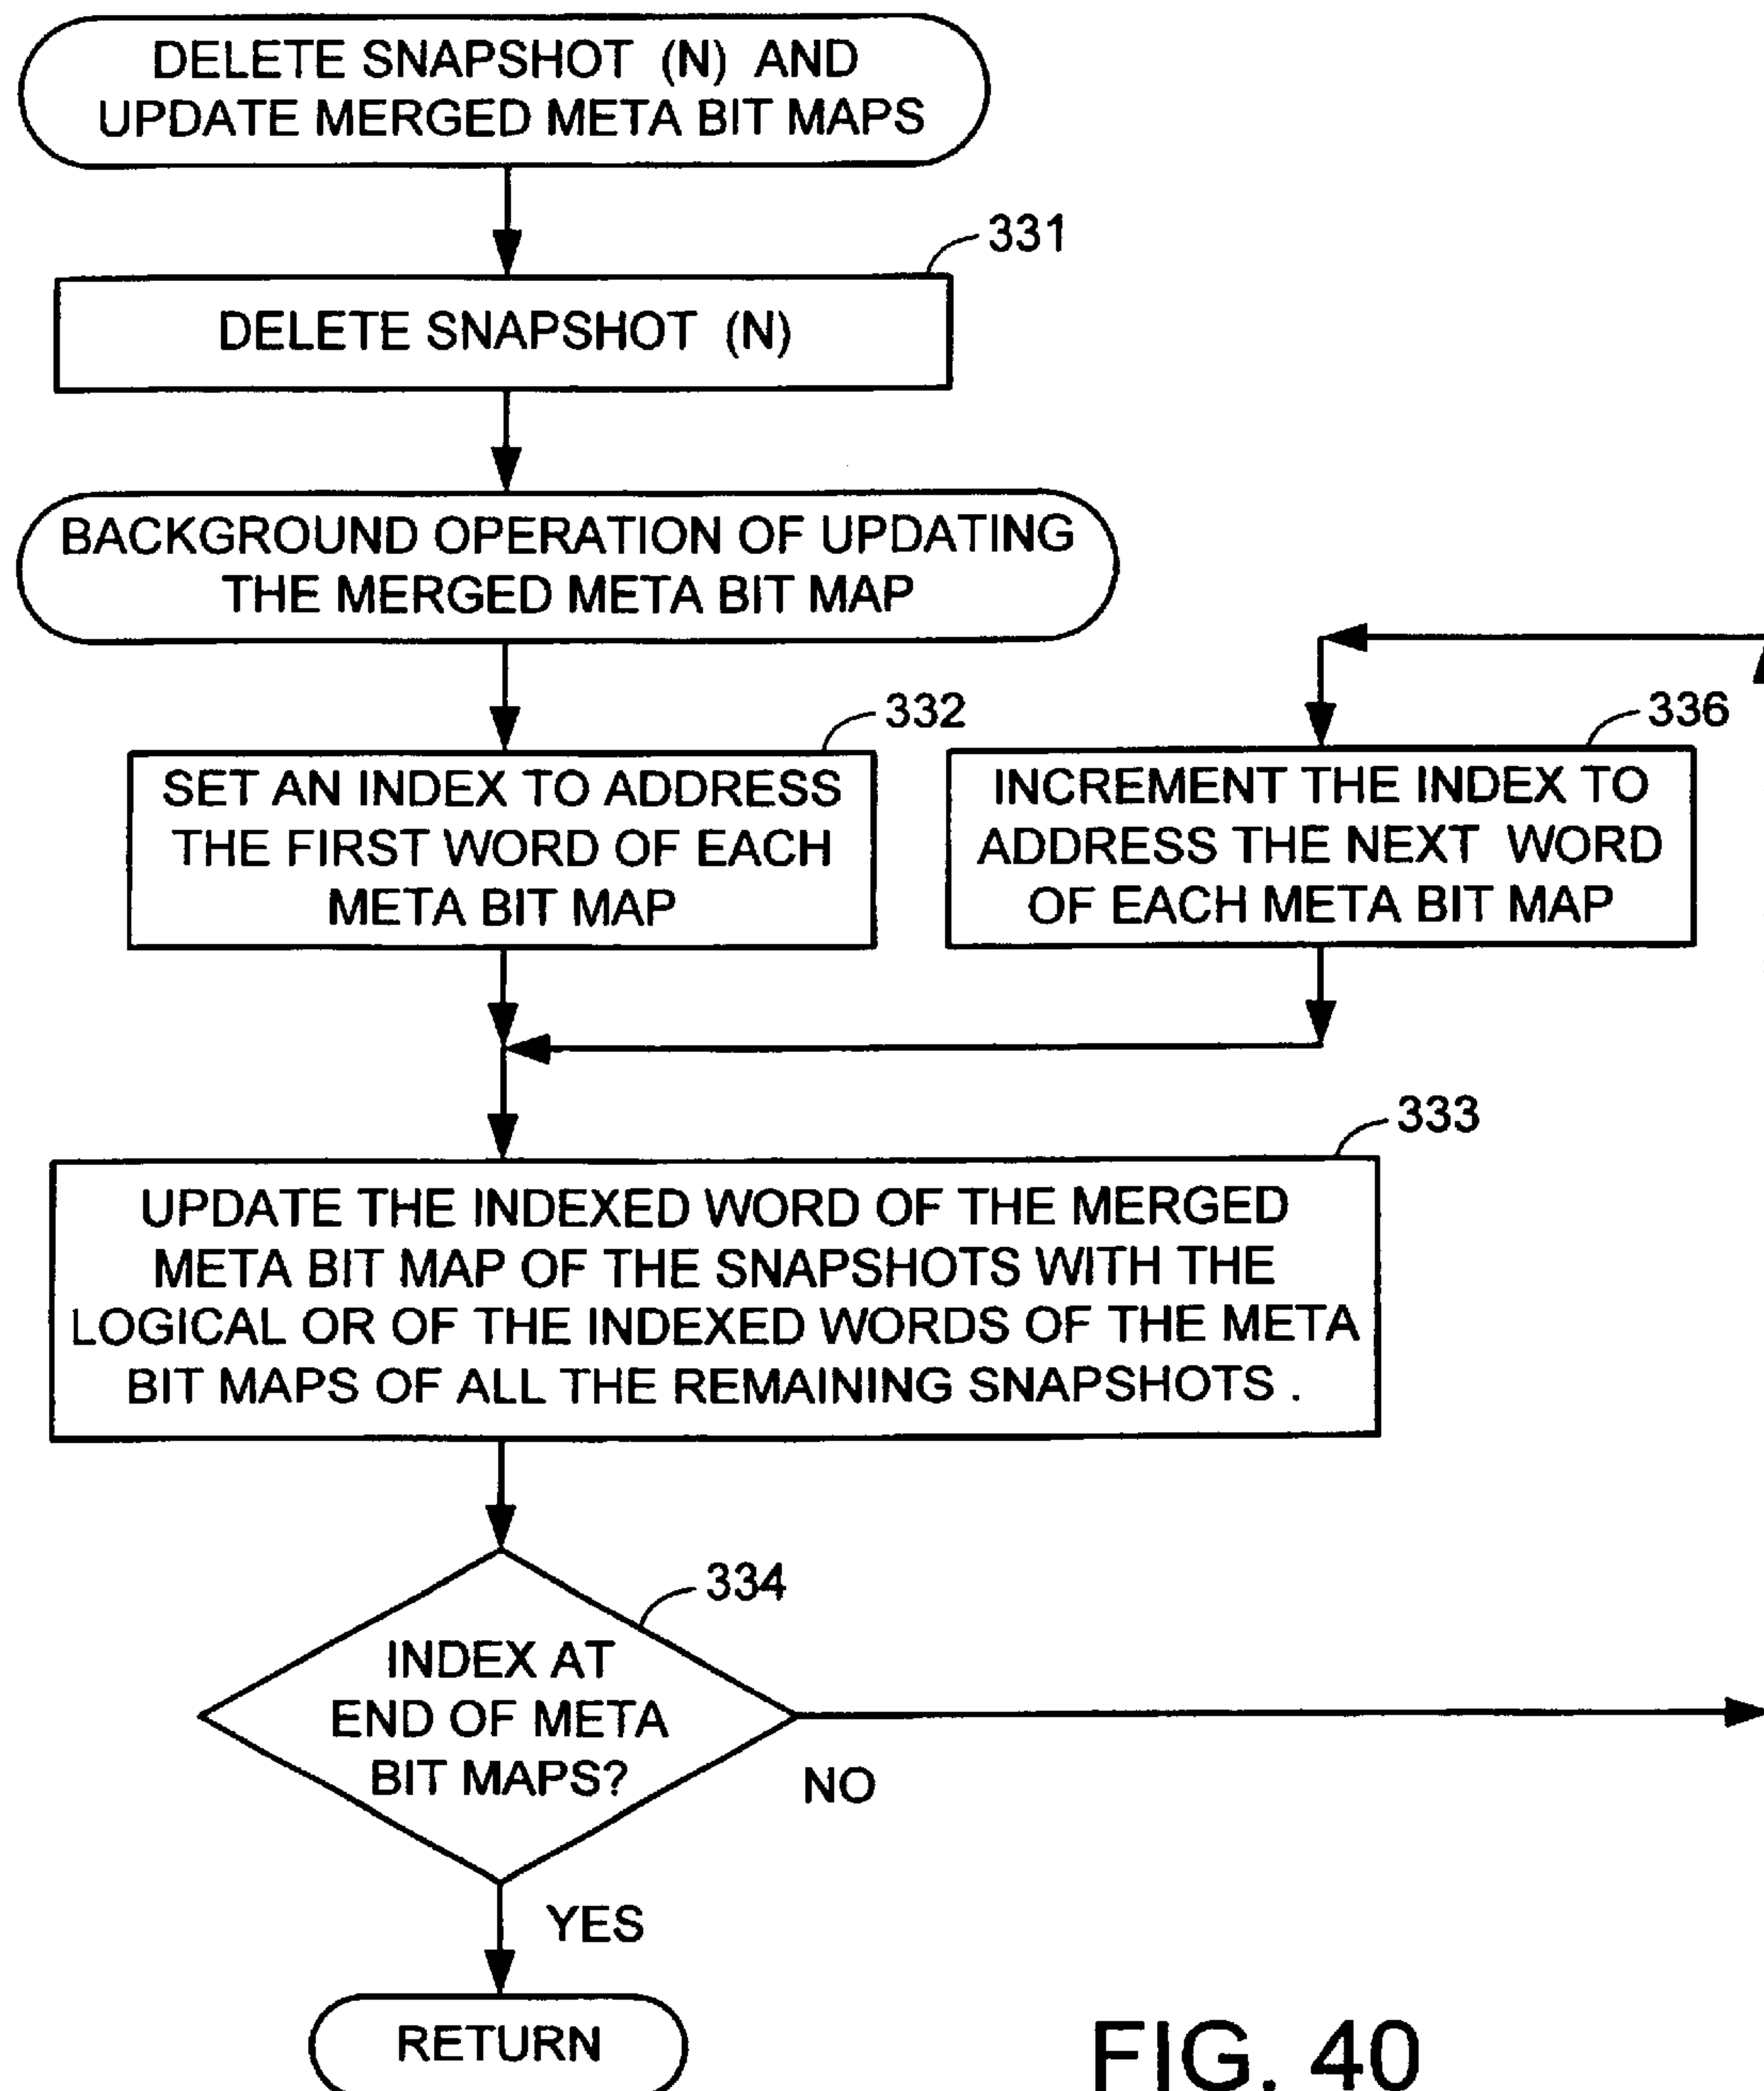 DELETE SNAPSHOT (N) AND
UPDATE MERGED META BIT MAPS
331
DELETE SNAPSHOT (N)
BACKGROUND OPERATION OF UPDATING
THE MERGED META BIT MAP
332
SET AN INDEX TO ADDRESS
THE FIRST WORD OF EACH
META BIT MAP
336
INCREMENT THE INDEX TO
ADDRESS THE NEXT WORD
OF EACH META BIT MAP
333
UPDATE THE INDEXED WORD OF THE MERGED
META BIT MAP OF THE SNAPSHOTS WITH THE
LOGICAL OR OF THE INDEXED WORDS OF THE META
BIT MAPS OF ALL THE REMAINING SNAPSHOTS .
334
INDEX AT
END OF META
BIT MAPS?
NO
YES
RETURN
FIG. 40